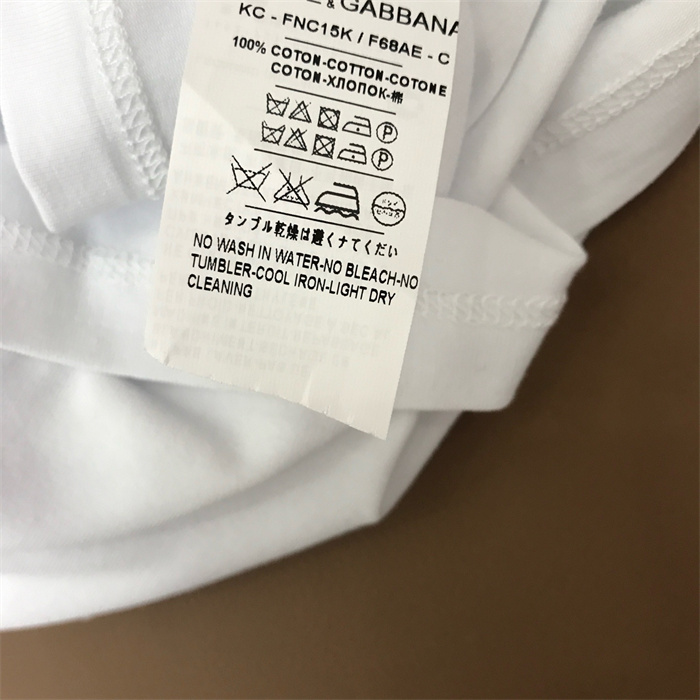 & GABBANA
KC - FNC15K / F68AE - C
100% COTON-COTTON-COTONE
COTON-ХЛОПОК-棉
P
P
タンブル乾燥は避くナてくだい
NO WASH IN WATER-NO BLEACH-NO
TUMBLER-COOL IRON-LIGHT DRY
CLEANING